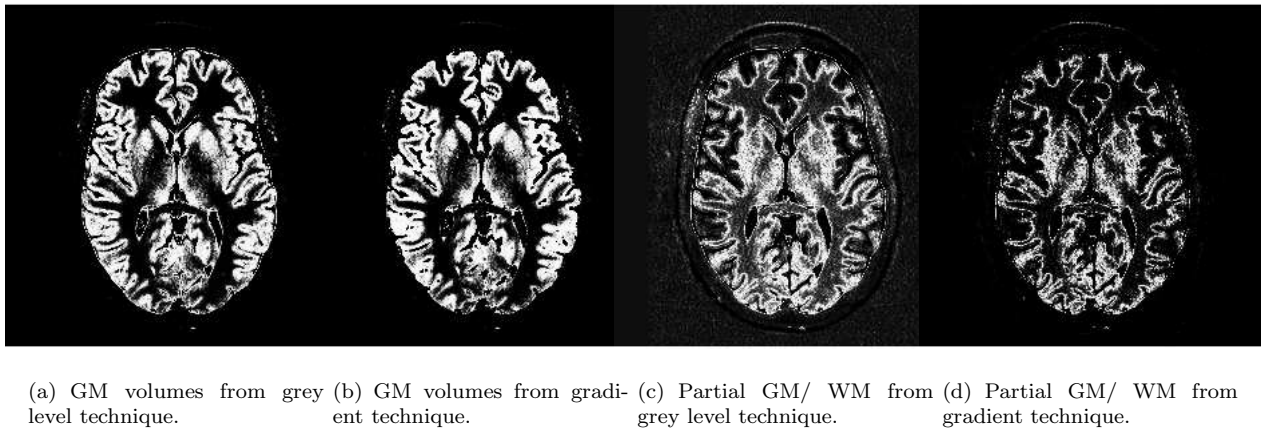 (a) GM volumes from grey level technique.
(b) GM volumes from gradi-
ent technique.
(c) Partial GM/ WM from
grey level technique.
(d) Partial GM/ WM from
gradient technique.